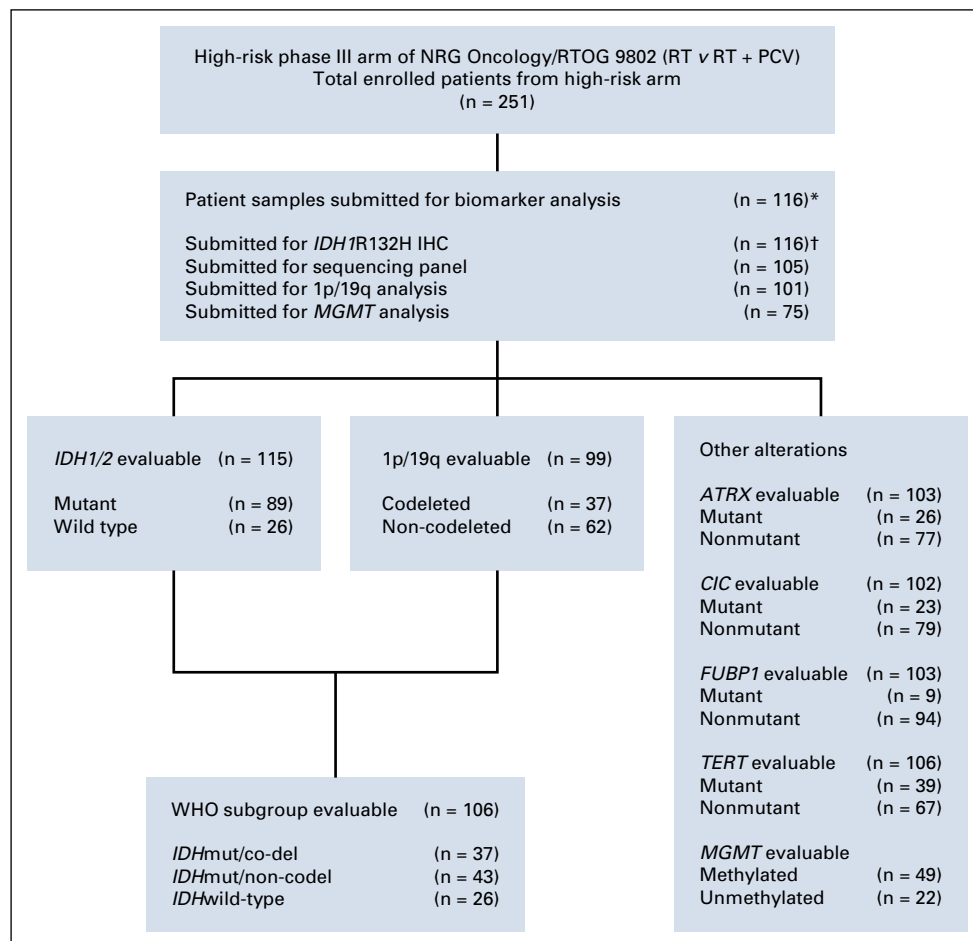 High-risk phase III arm of NRG Oncology/RTOG 9802 (RT v RT + PCV)
Total enrolled patients from high-risk arm
(n = 251)
Patient samples submitted for biomarker analysis (n = 116)*
Submitted for IDH1R132H IHC (n = 116)†
Submitted for sequencing panel (n = 105)
Submitted for 1p/19q analysis (n = 101)
Submitted for MGMT analysis (n = 75)
IDH1/2 evaluable (n = 115)
Mutant (n = 89)
Wild type (n = 26)
1p/19q evaluable (n = 99)
Codeleted (n = 37)
Non-codeleted (n = 62)
Other alterations
ATRX evaluable (n = 103)
Mutant (n = 26)
Nonmutant (n = 77)
CIC evaluable (n = 102)
Mutant (n = 23)
Nonmutant (n = 79)
FUBP1 evaluable (n = 103)
Mutant (n = 9)
Nonmutant (n = 94)
TERT evaluable (n = 106)
Mutant (n = 39)
Nonmutant (n = 67)
MGMT evaluable
Methylated (n = 49)
Unmethylated (n = 22)
WHO subgroup evaluable (n = 106)
IDHmut/co-del (n = 37)
IDHmut/non-codel (n = 43)
IDHwild-type (n = 26)